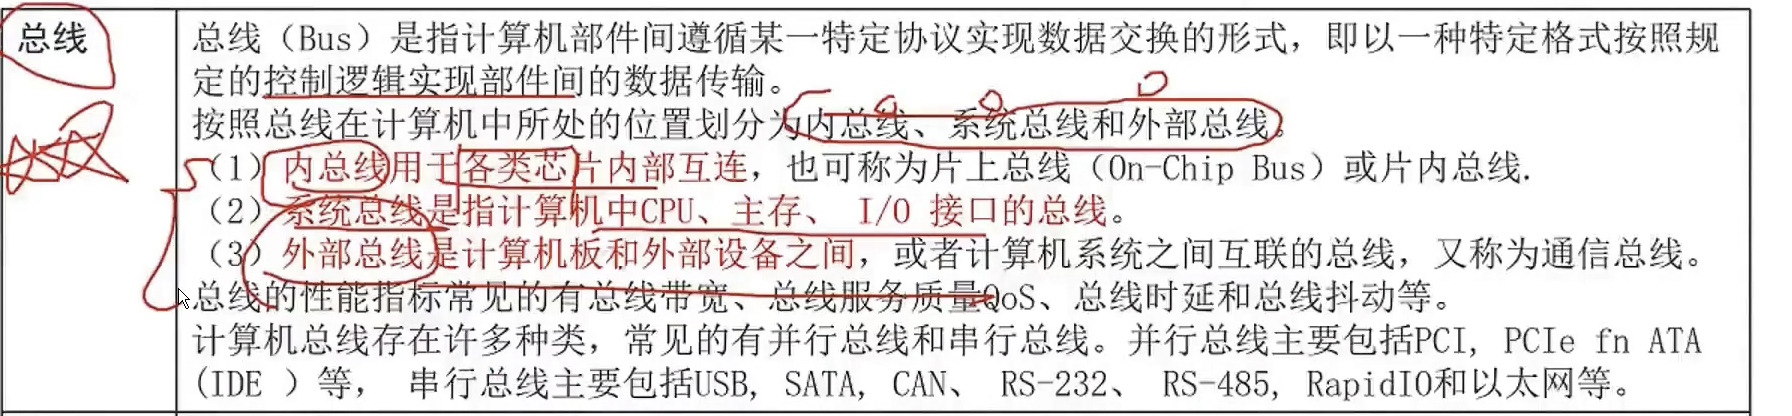 总线
总线（Bus）是指计算机部件间遵循某一特定协议实现数据交换的形式，即以一种特定格式按照规
定的控制逻辑实现部件间的数据传输。
按照总线在计算机中所处的位置划分为内总线、系统总线和外部总线。
（1）内总线用于各类芯片内部互连，也可称为片上总线（On-Chip Bus）或片内总线.
（2）系统总线是指计算机中CPU、主存、 I/O 接口的总线。
（3）外部总线是计算机板和外部设备之间，或者计算机系统之间互联的总线，又称为通信总线。
总线的性能指标常见的有总线带宽、总线服务质量QoS、总线时延和总线抖动等。
计算机总线存在许多种类，常见的有并行总线和串行总线。并行总线主要包括PCI, PCIe fn ATA
(IDE ）等， 串行总线主要包括USB, SATA, CAN、 RS-232、 RS-485, RapidIO和以太网等。